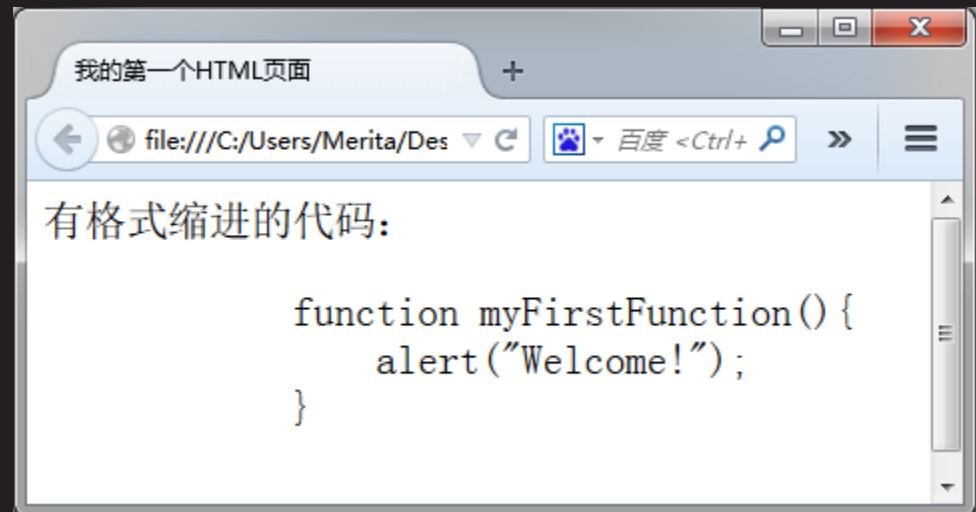 我的第一个HTML页面
file:///C:/Users/Merita/Des
百度 <Ctrl+
有格式缩进的代码：
function myFirstFunction(){
alert("Welcome!");
}